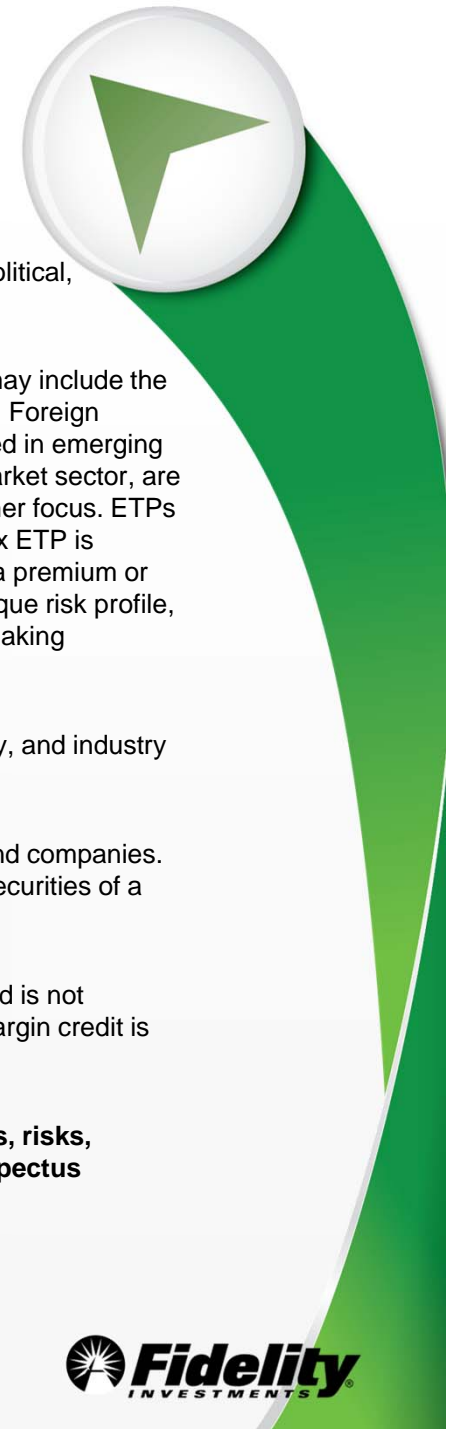 olitical,
nay include the
Foreign
ed in emerging
arket sector, are
her focus. ETPs
x ETP is
a premium or
que risk profile,
aking
y, and industry
nd companies.
ecurities of a
d is not
argin credit is
s, risks,
pectus
Fidelity
INVESTMENTS®